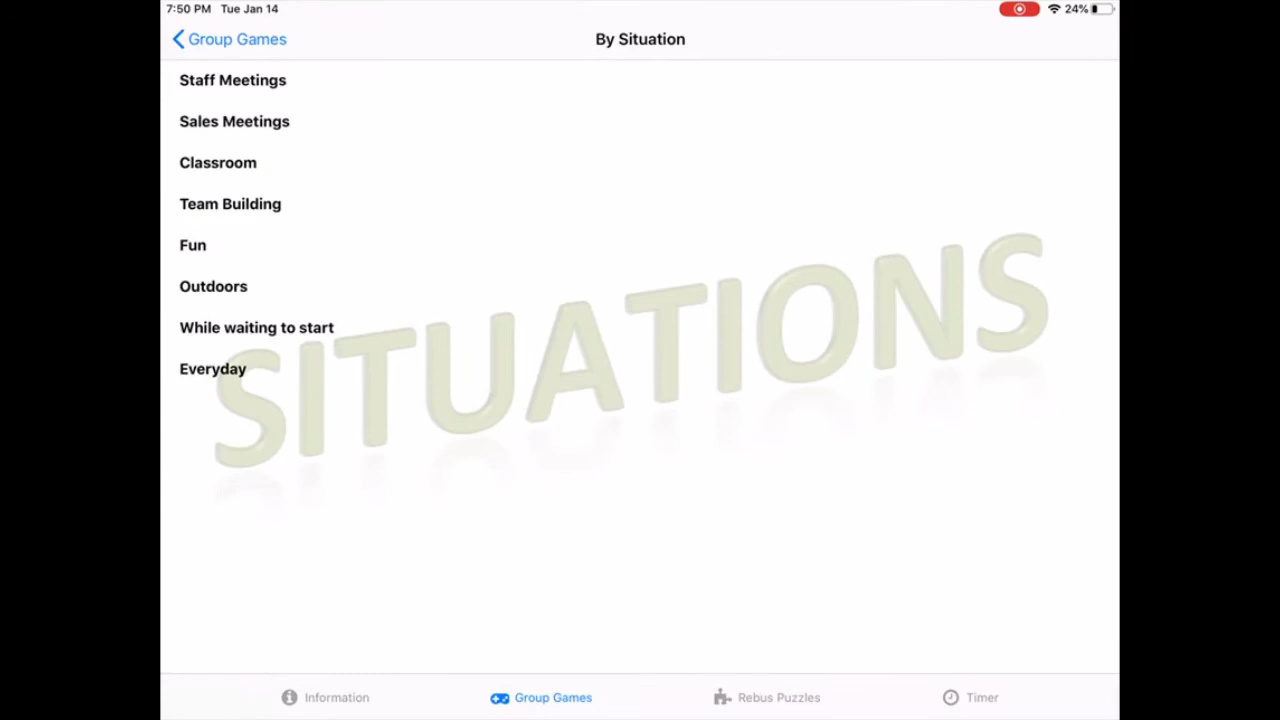 7:50 PM Tue Jan 14 24%
Group Games By Situation
Staff Meetings
Sales Meetings
Classroom
Team Building
Fun
Outdoors
While waiting to start
Everyday
SITUATIONS
Information Group Games Rebus Puzzles Timer